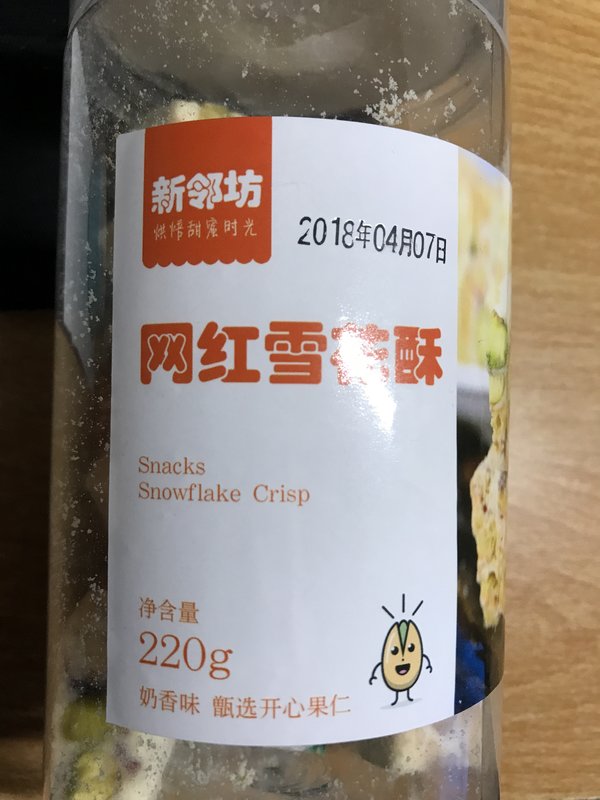 新邻坊
烘焙甜蜜时光
2018年04月07日
网红雪花酥
Snacks
Snowflake Crisp
净含量
220g
奶香味 甄选开心果仁